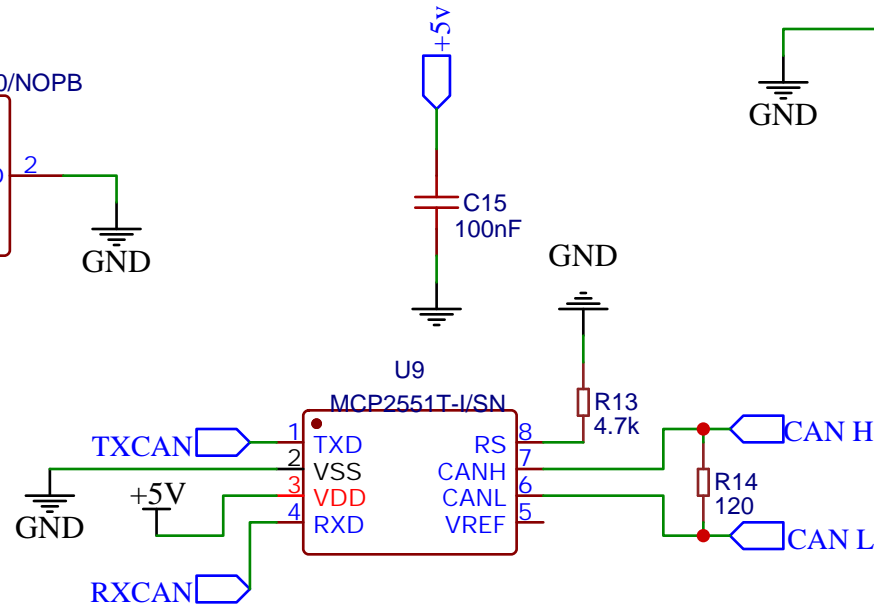 +5v
0/NOPB
GND
2
C15
100nF
GND
GND
U9
MCP2551T-I/SN
R13
4.7k
TXCAN
1
TXD
RS
8
CAN H
2
VSS
CANH
7
+5V
3
VDD
CANL
6
R14
120
GND
4
RXD
VREF
5
CAN L
RXCAN